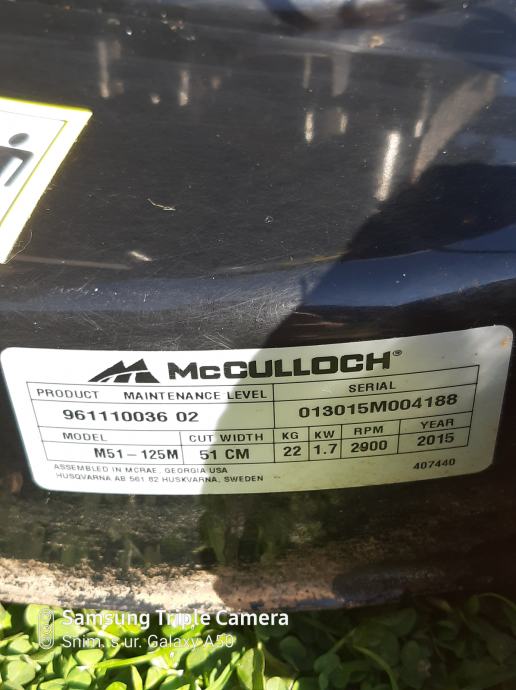 McCULLOCH®
PRODUCT MAINTENANCE LEVEL SERIAL
961110036 02 013015M004188
MODEL CUT WIDTH KG KW RPM YEAR
M51-125M 51 CM 22 1.7 2900 2015
ASSEMBLED IN MCRAE, GEORGIA USA
HUSQVARNA AB 561 82 HUSKVARNA, SWEDEN
407440
Samsung Triple Camera
Snimljeno s ur. Galaxy A50